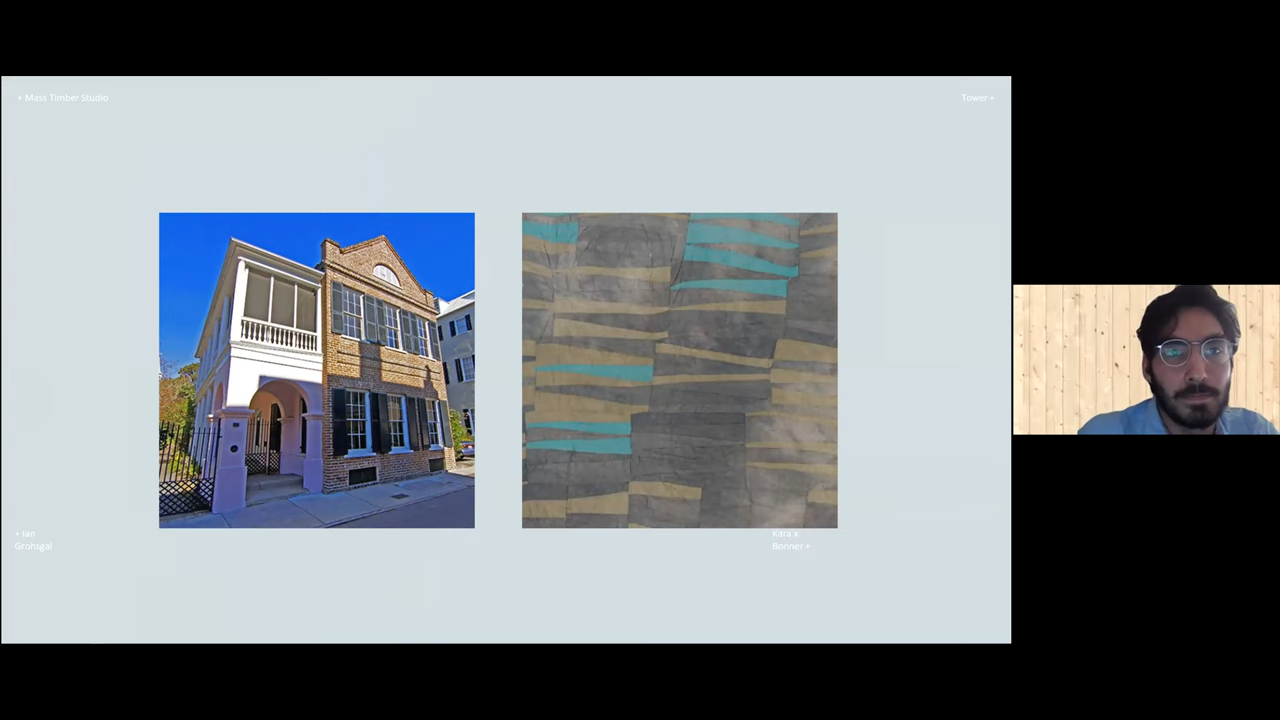 + Mass Timber Studio
Tower +
+ Ian
Grohsgal
Kara x
Bonner +